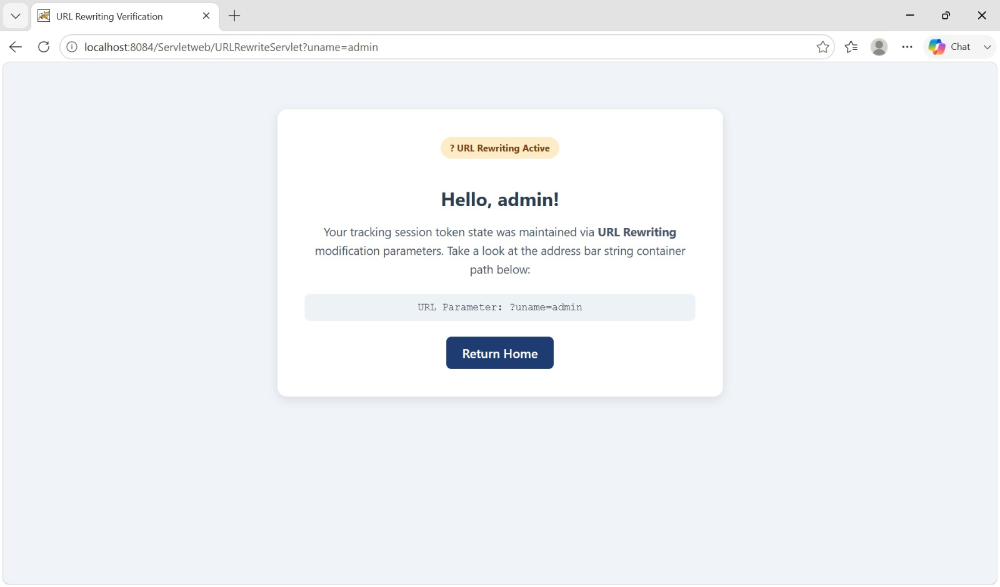 URL Rewriting Verification
localhost:8084/Servletweb/URLRewriteServlet?uname=admin
Chat
? URL Rewriting Active
Hello, admin!
Your tracking session token state was maintained via URL Rewriting
modification parameters. Take a look at the address bar string container
path below:
URL Parameter: ?uname=admin
Return Home